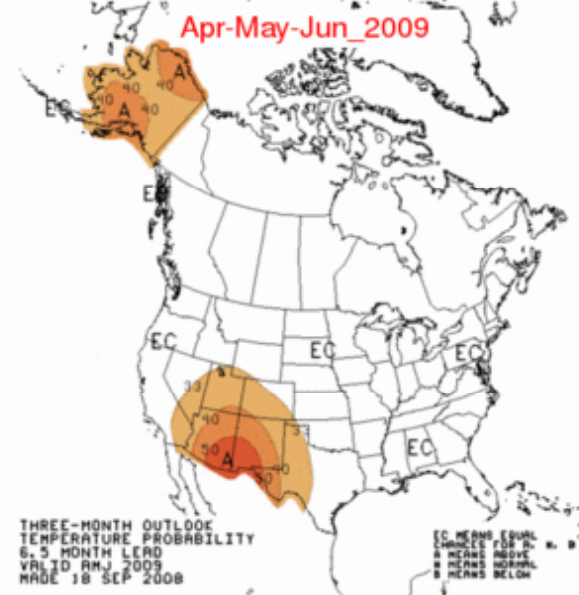 Apr-May-Jun_2009
A
40
40
40
A
40
EC
EC
EC
EC
EC
33
40
33
50
A
EC
40
50
THREE-MONTH OUTLOOK
TEMPERATURE PROBABILITY
6.5 MONTH LEAD
VALID AMJ 2009
MADE 18 SEP 2008
EC MEANS EQUAL
CHANCES FOR A, N, B
A MEANS ABOVE
N MEANS NORMAL
B MEANS BELOW